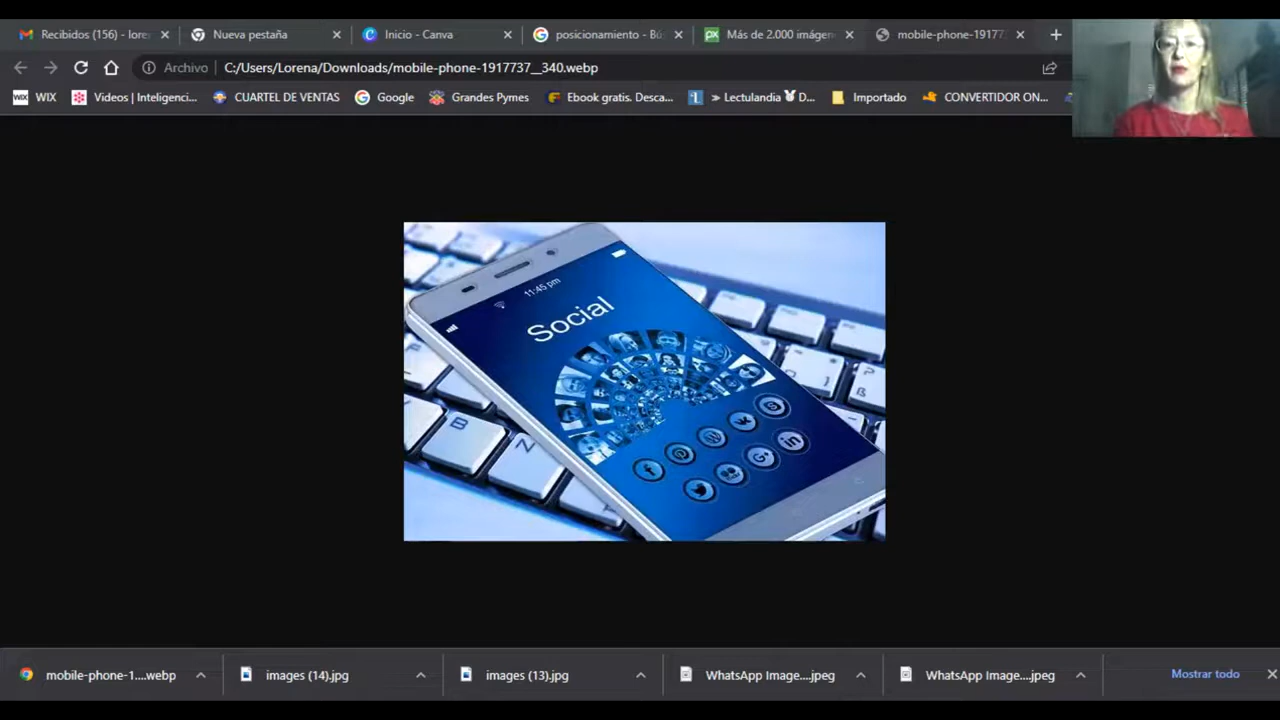 Recibidos (156) - lore
Nueva pestaña
Inicio - Canva
posicionamiento - Bú
Más de 2.000 imágen
mobile-phone-19177
Archivo
C:/Users/Lorena/Downloads/mobile-phone-1917737__340.webp
WIX
WIX
Videos | Inteligenci...
CUARTEL DE VENTAS
Google
Grandes Pymes
Ebook gratis. Desca...
» Lectulandia
D...
Importado
CONVERTIDOR ON...
11:45 pm
Social
B
N
mobile-phone-1....webp
images (14).jpg
images (13).jpg
WhatsApp Image....jpeg
WhatsApp Image....jpeg
Mostrar todo